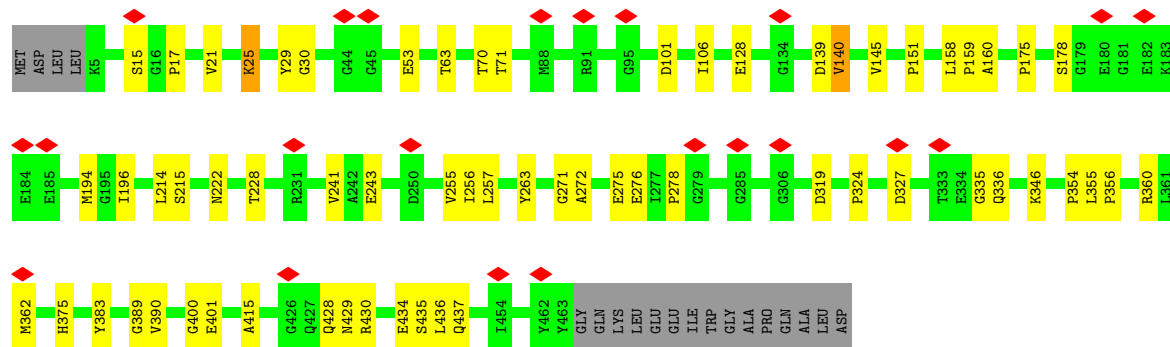 MET ASP LEU LEU K5 S15 G16 P17 V21 K25 Y29 G30 G44 G45 E53 T63 T70 T71 M88 R91 G95 D101 I106 E128 G134 D139 V140 V145 P151 L158 P159 A160 P175 S178 G179 E180 G181 E182 K183
E184 E185 M194 G195 I196 L214 S215 N222 T228 R231 V241 A242 E243 D250 V255 I256 L257 Y263 G271 A272 E275 E276 I277 P278 G279 G285 G306 D319 P324 D327 T333 E334 G335 Q336 K346 P354 L355 P356 R360 L361
M362 H375 Y383 G389 V390 G400 E401 A415 G426 Q427 Q428 N429 R430 E434 S435 L436 Q437 I454 Y462 Y463 GLY GLN LYS LEU GLU GLU ILE TRP GLY ALA PRO GLN ALA LEU ASP